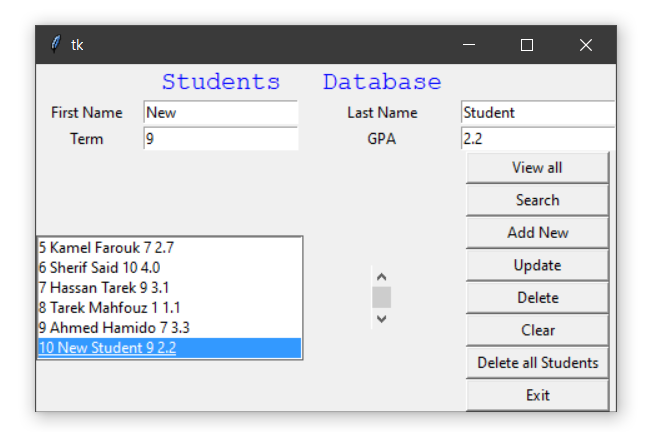 tk
Students Database
First Name New Last Name Student
Term 9 GPA 2.2
View all
Search
Add New
Update
Delete
Clear
Delete all Students
Exit
5 Kamel Farouk 7 2.7
6 Sherif Said 10 4.0
7 Hassan Tarek 9 3.1
8 Tarek Mahfouz 1 1.1
9 Ahmed Hamido 7 3.3
10 New Student 9 2.2